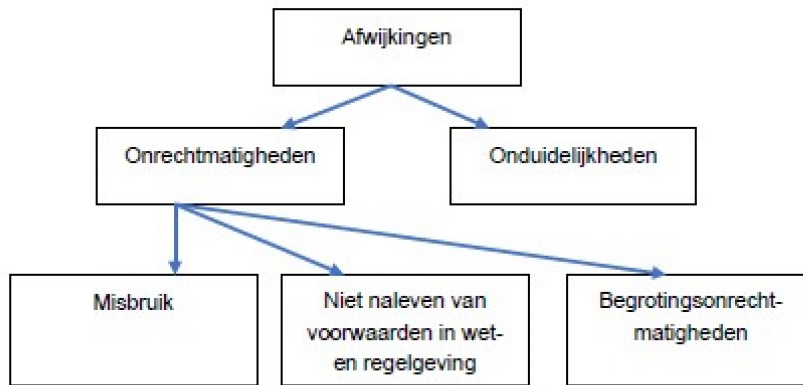 Afwijkingen
Onrechtmatigheden
Onduidelijkheden
Misbruik
Niet naleven van
voorwaarden in wet-
en regelgeving
Begrotingsonrecht-
matigheden